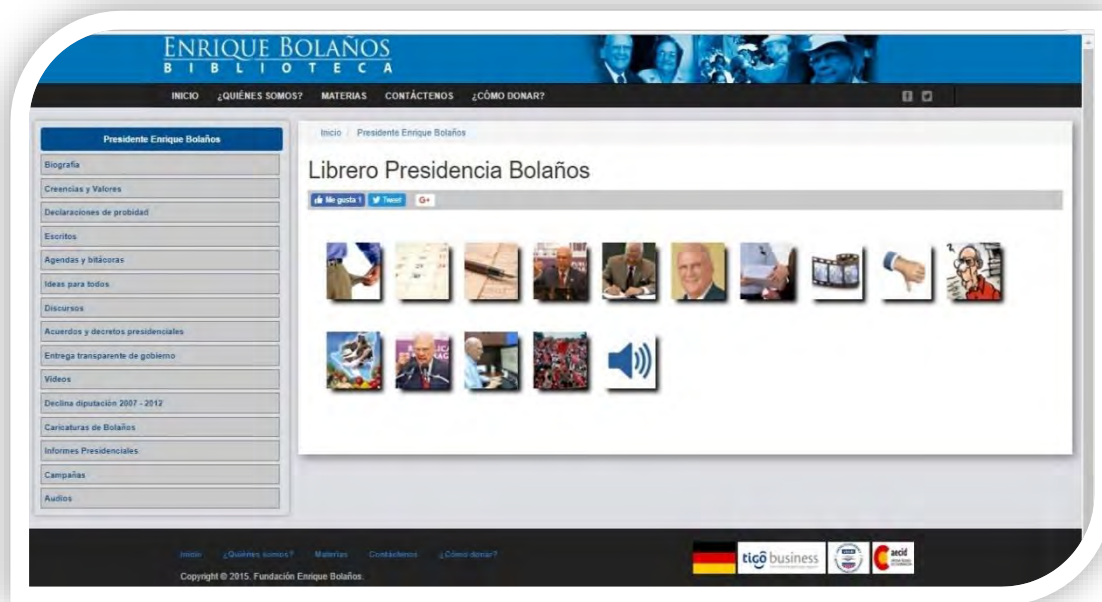 ENRIQUE BOLAÑOS
BIBLIOTECA
INICIO ¿QUIÉNES SOMOS? MATERIAS CONTÁCTENOS ¿CÓMO DONAR?
Presidente Enrique Bolaños
Biografía
Creencias y Valores
Declaraciones de probidad
Escritos
Agendas y bitácoras
Ideas para todos
Discursos
Acuerdos y decretos presidenciales
Entrega transparente de gobierno
Videos
Declina diputación 2007 - 2012
Caricaturas de Bolaños
Informes Presidenciales
Campañas
Audios
Inicio / Presidente Enrique Bolaños
Librero Presidencia Bolaños
Me gusta 1 Tweet G+
Inicio ¿Quiénes somos? Materias Contáctenos ¿Cómo donar?
Copyright © 2015. Fundación Enrique Bolaños
tigô business
aecid